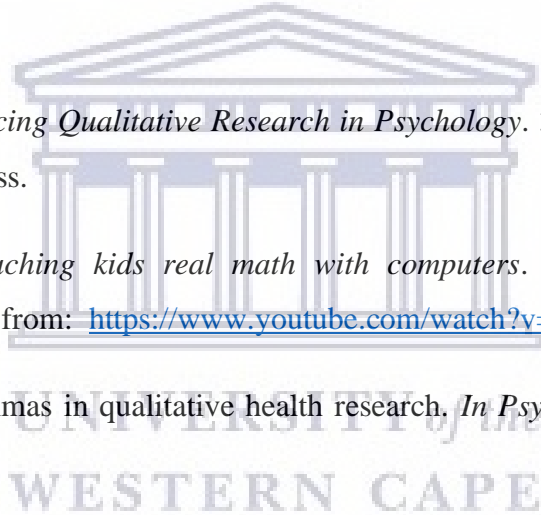 cing Qualitative Research in Psychology.
ss.
ching kids real math with computers.
from: https://www.youtube.com/watch?v=
mas in qualitative health research. In Psy
UNIVERSITY of the
WESTERN CAPE